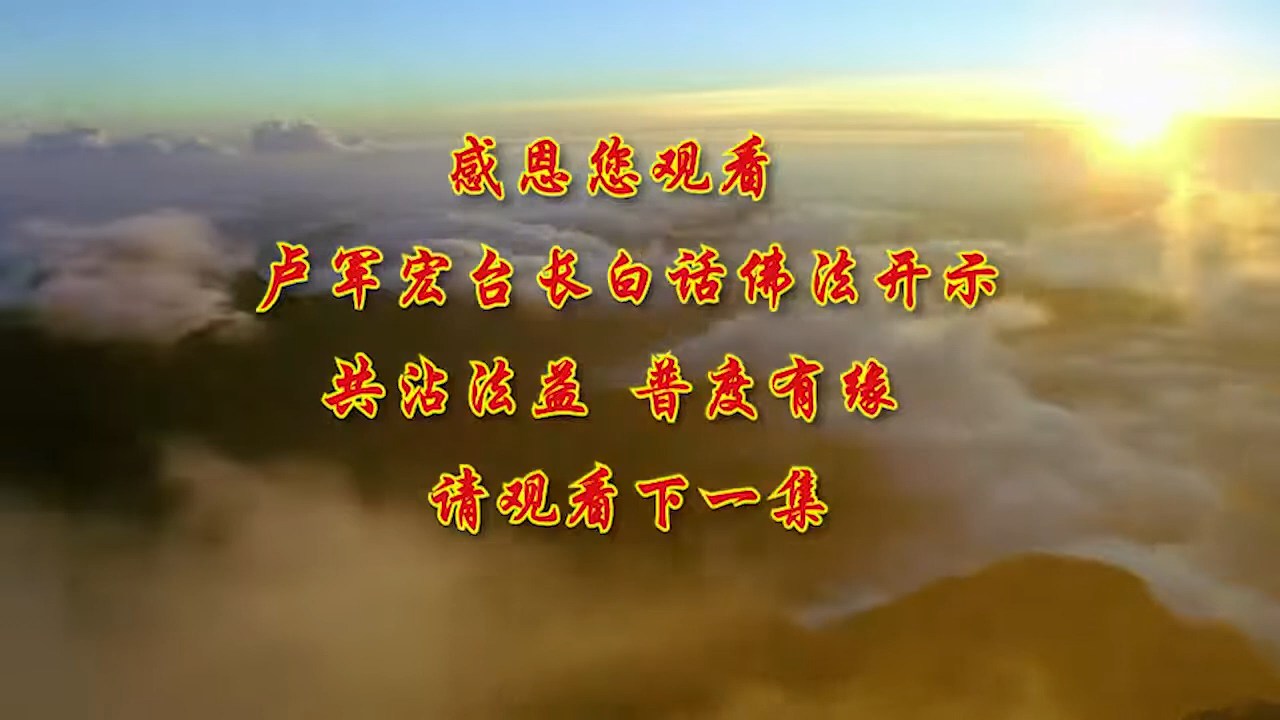 感恩您观看
卢军宏台长白话佛法开示
共沾法益 普度有缘
请观看下一集